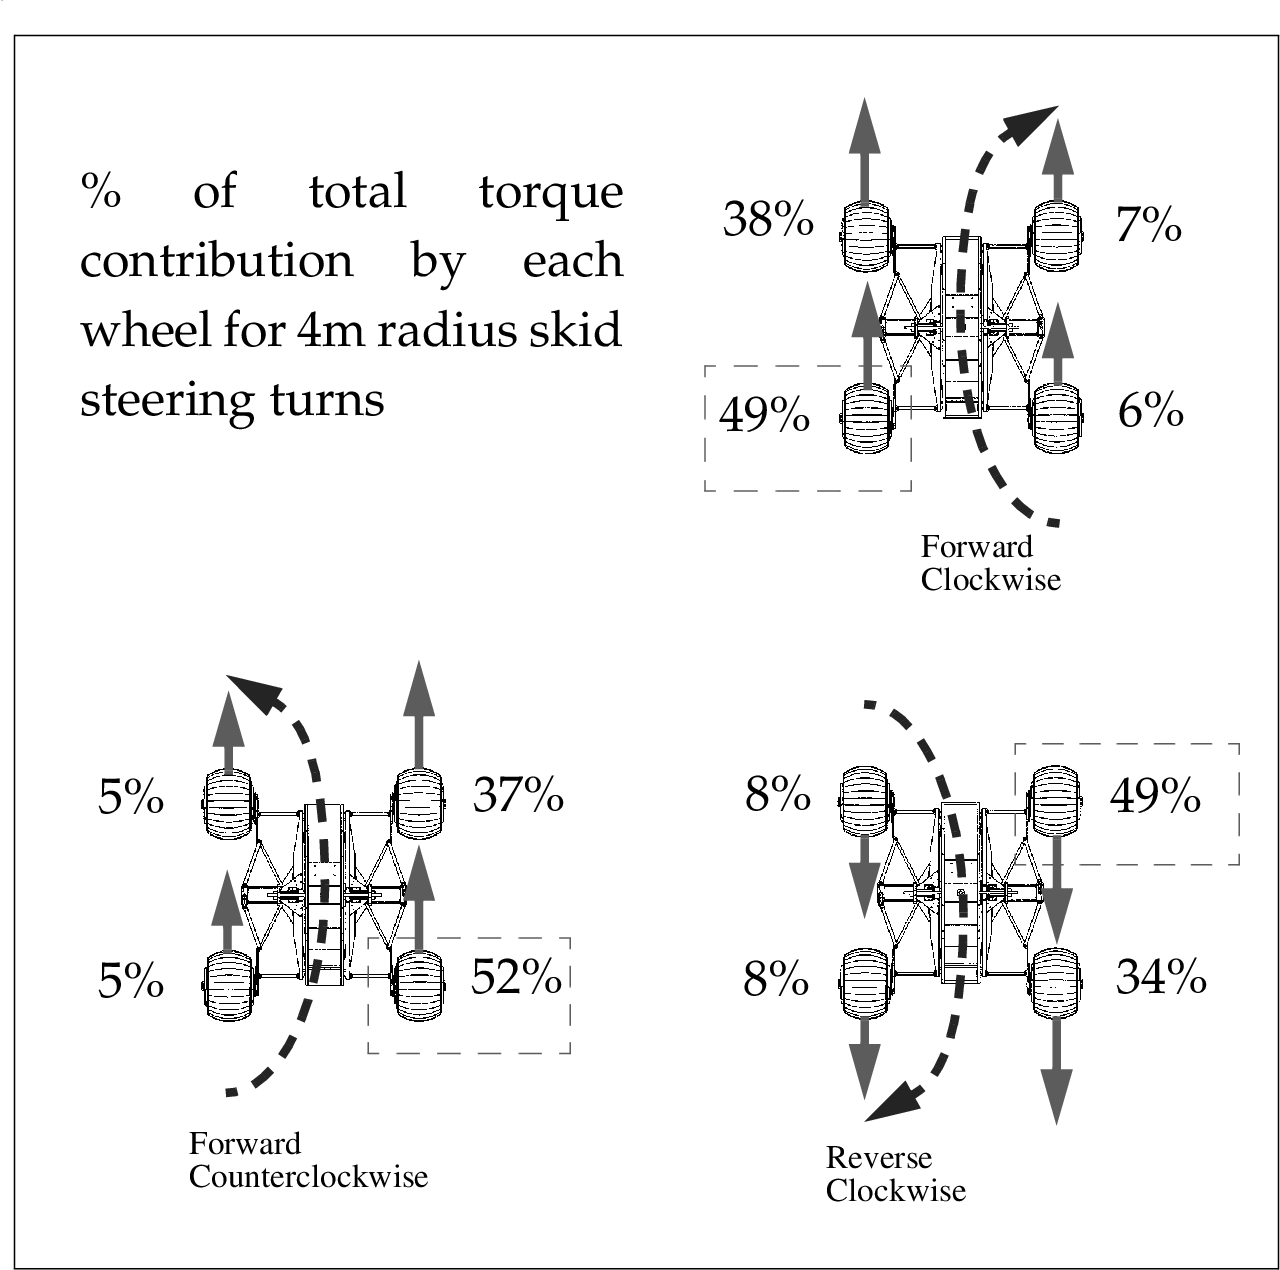 % of total torque
contribution by each
wheel for 4m radius skid
steering turns
38%
7%
49%
6%
Forward
Clockwise
5%
37%
5%
52%
Forward
Counterclockwise
8%
49%
8%
34%
Reverse
Clockwise